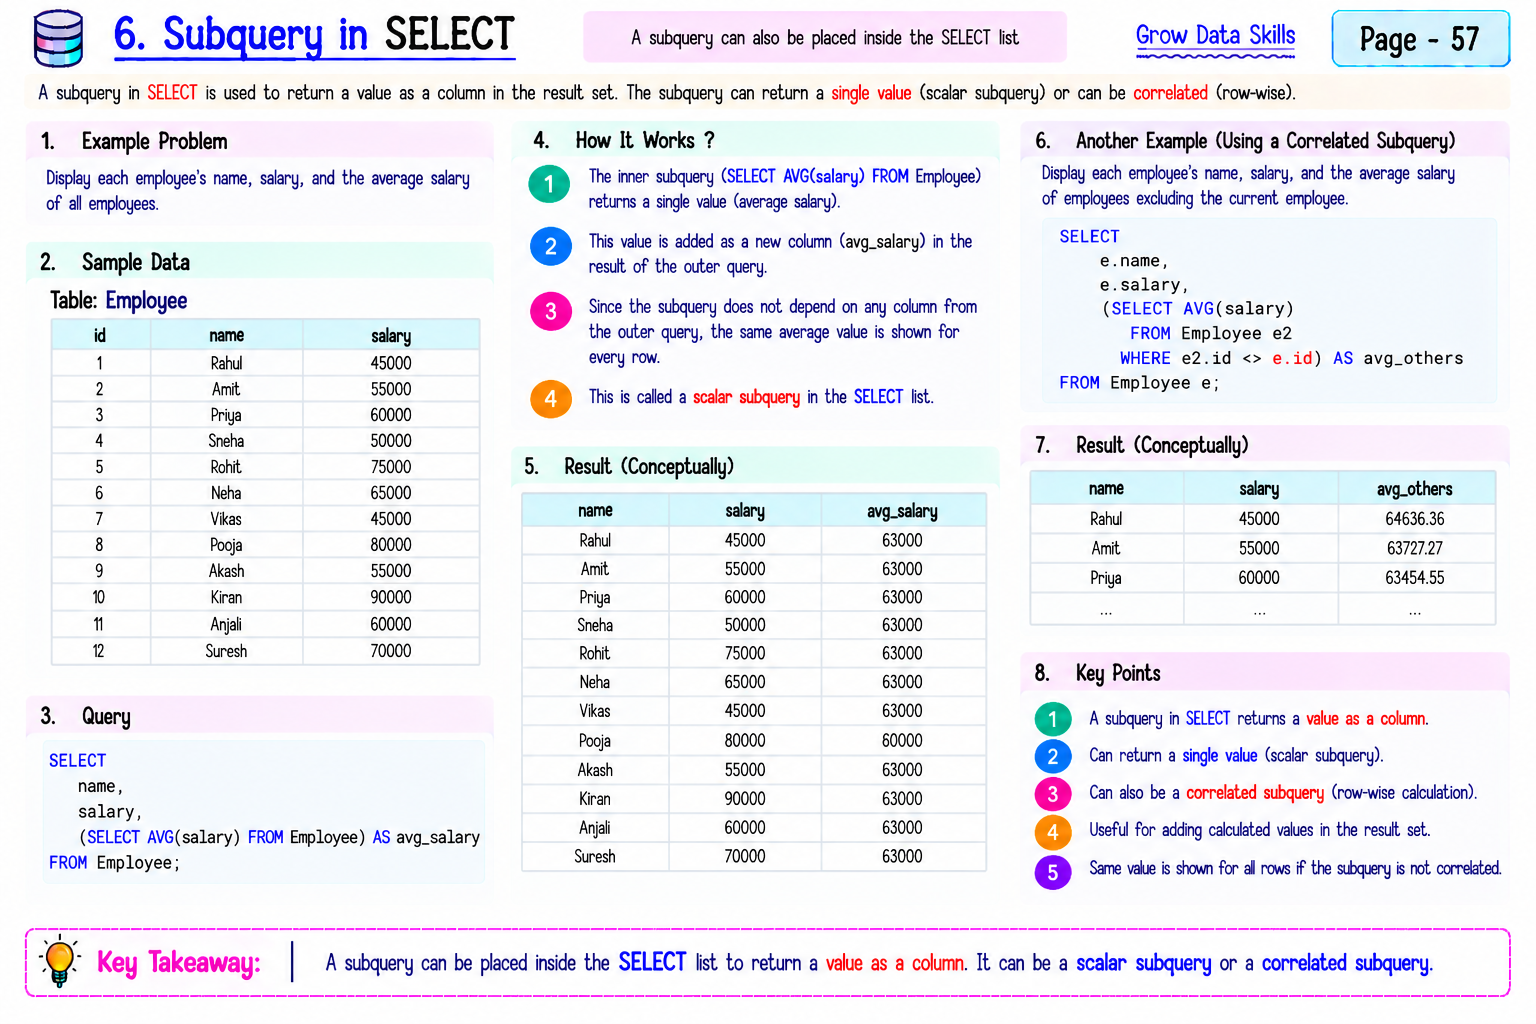 6. Subquery in SELECT
A subquery can also be placed inside the SELECT list
Grow Data Skills
Page - 57
A subquery in SELECT is used to return a value as a column in the result set. The subquery can return a single value (scalar subquery) or can be correlated (row-wise).
1. Example Problem
Display each employee's name, salary, and the average salary
of all employees.
2. Sample Data
Table: Employee
id name salary
1 Rahul 45000
2 Amit 55000
3 Priya 60000
4 Sneha 50000
5 Rohit 75000
6 Neha 65000
7 Vikas 45000
8 Pooja 80000
9 Akash 55000
10 Kiran 90000
11 Anjali 60000
12 Suresh 70000
3. Query
SELECT
name,
salary,
(SELECT AVG(salary) FROM Employee) AS avg_salary
FROM Employee;
4. How It Works ?
1 The inner subquery (SELECT AVG(salary) FROM Employee)
returns a single value (average salary).
2 This value is added as a new column (avg_salary) in the
result of the outer query.
3 Since the subquery does not depend on any column from
the outer query, the same average value is shown for
every row.
4 This is called a scalar subquery in the SELECT list.
5. Result (Conceptually)
name salary avg_salary
Rahul 45000 63000
Amit 55000 63000
Priya 60000 63000
Sneha 50000 63000
Rohit 75000 63000
Neha 65000 63000
Vikas 45000 63000
Pooja 80000 60000
Akash 55000 63000
Kiran 90000 63000
Anjali 60000 63000
Suresh 70000 63000
6. Another Example (Using a Correlated Subquery)
Display each employee's name, salary, and the average salary
of employees excluding the current employee.
SELECT
e.name,
e.salary,
(SELECT AVG(salary)
FROM Employee e2
WHERE e2.id <> e.id) AS avg_others
FROM Employee e;
7. Result (Conceptually)
name salary avg_others
Rahul 45000 64636.36
Amit 55000 63727.27
Priya 60000 63454.55
... ... ...
8. Key Points
1 A subquery in SELECT returns a value as a column.
2 Can return a single value (scalar subquery).
3 Can also be a correlated subquery (row-wise calculation).
4 Useful for adding calculated values in the result set.
5 Same value is shown for all rows if the subquery is not correlated.
Key Takeaway: A subquery can be placed inside the SELECT list to return a value as a column. It can be a scalar subquery or a correlated subquery.